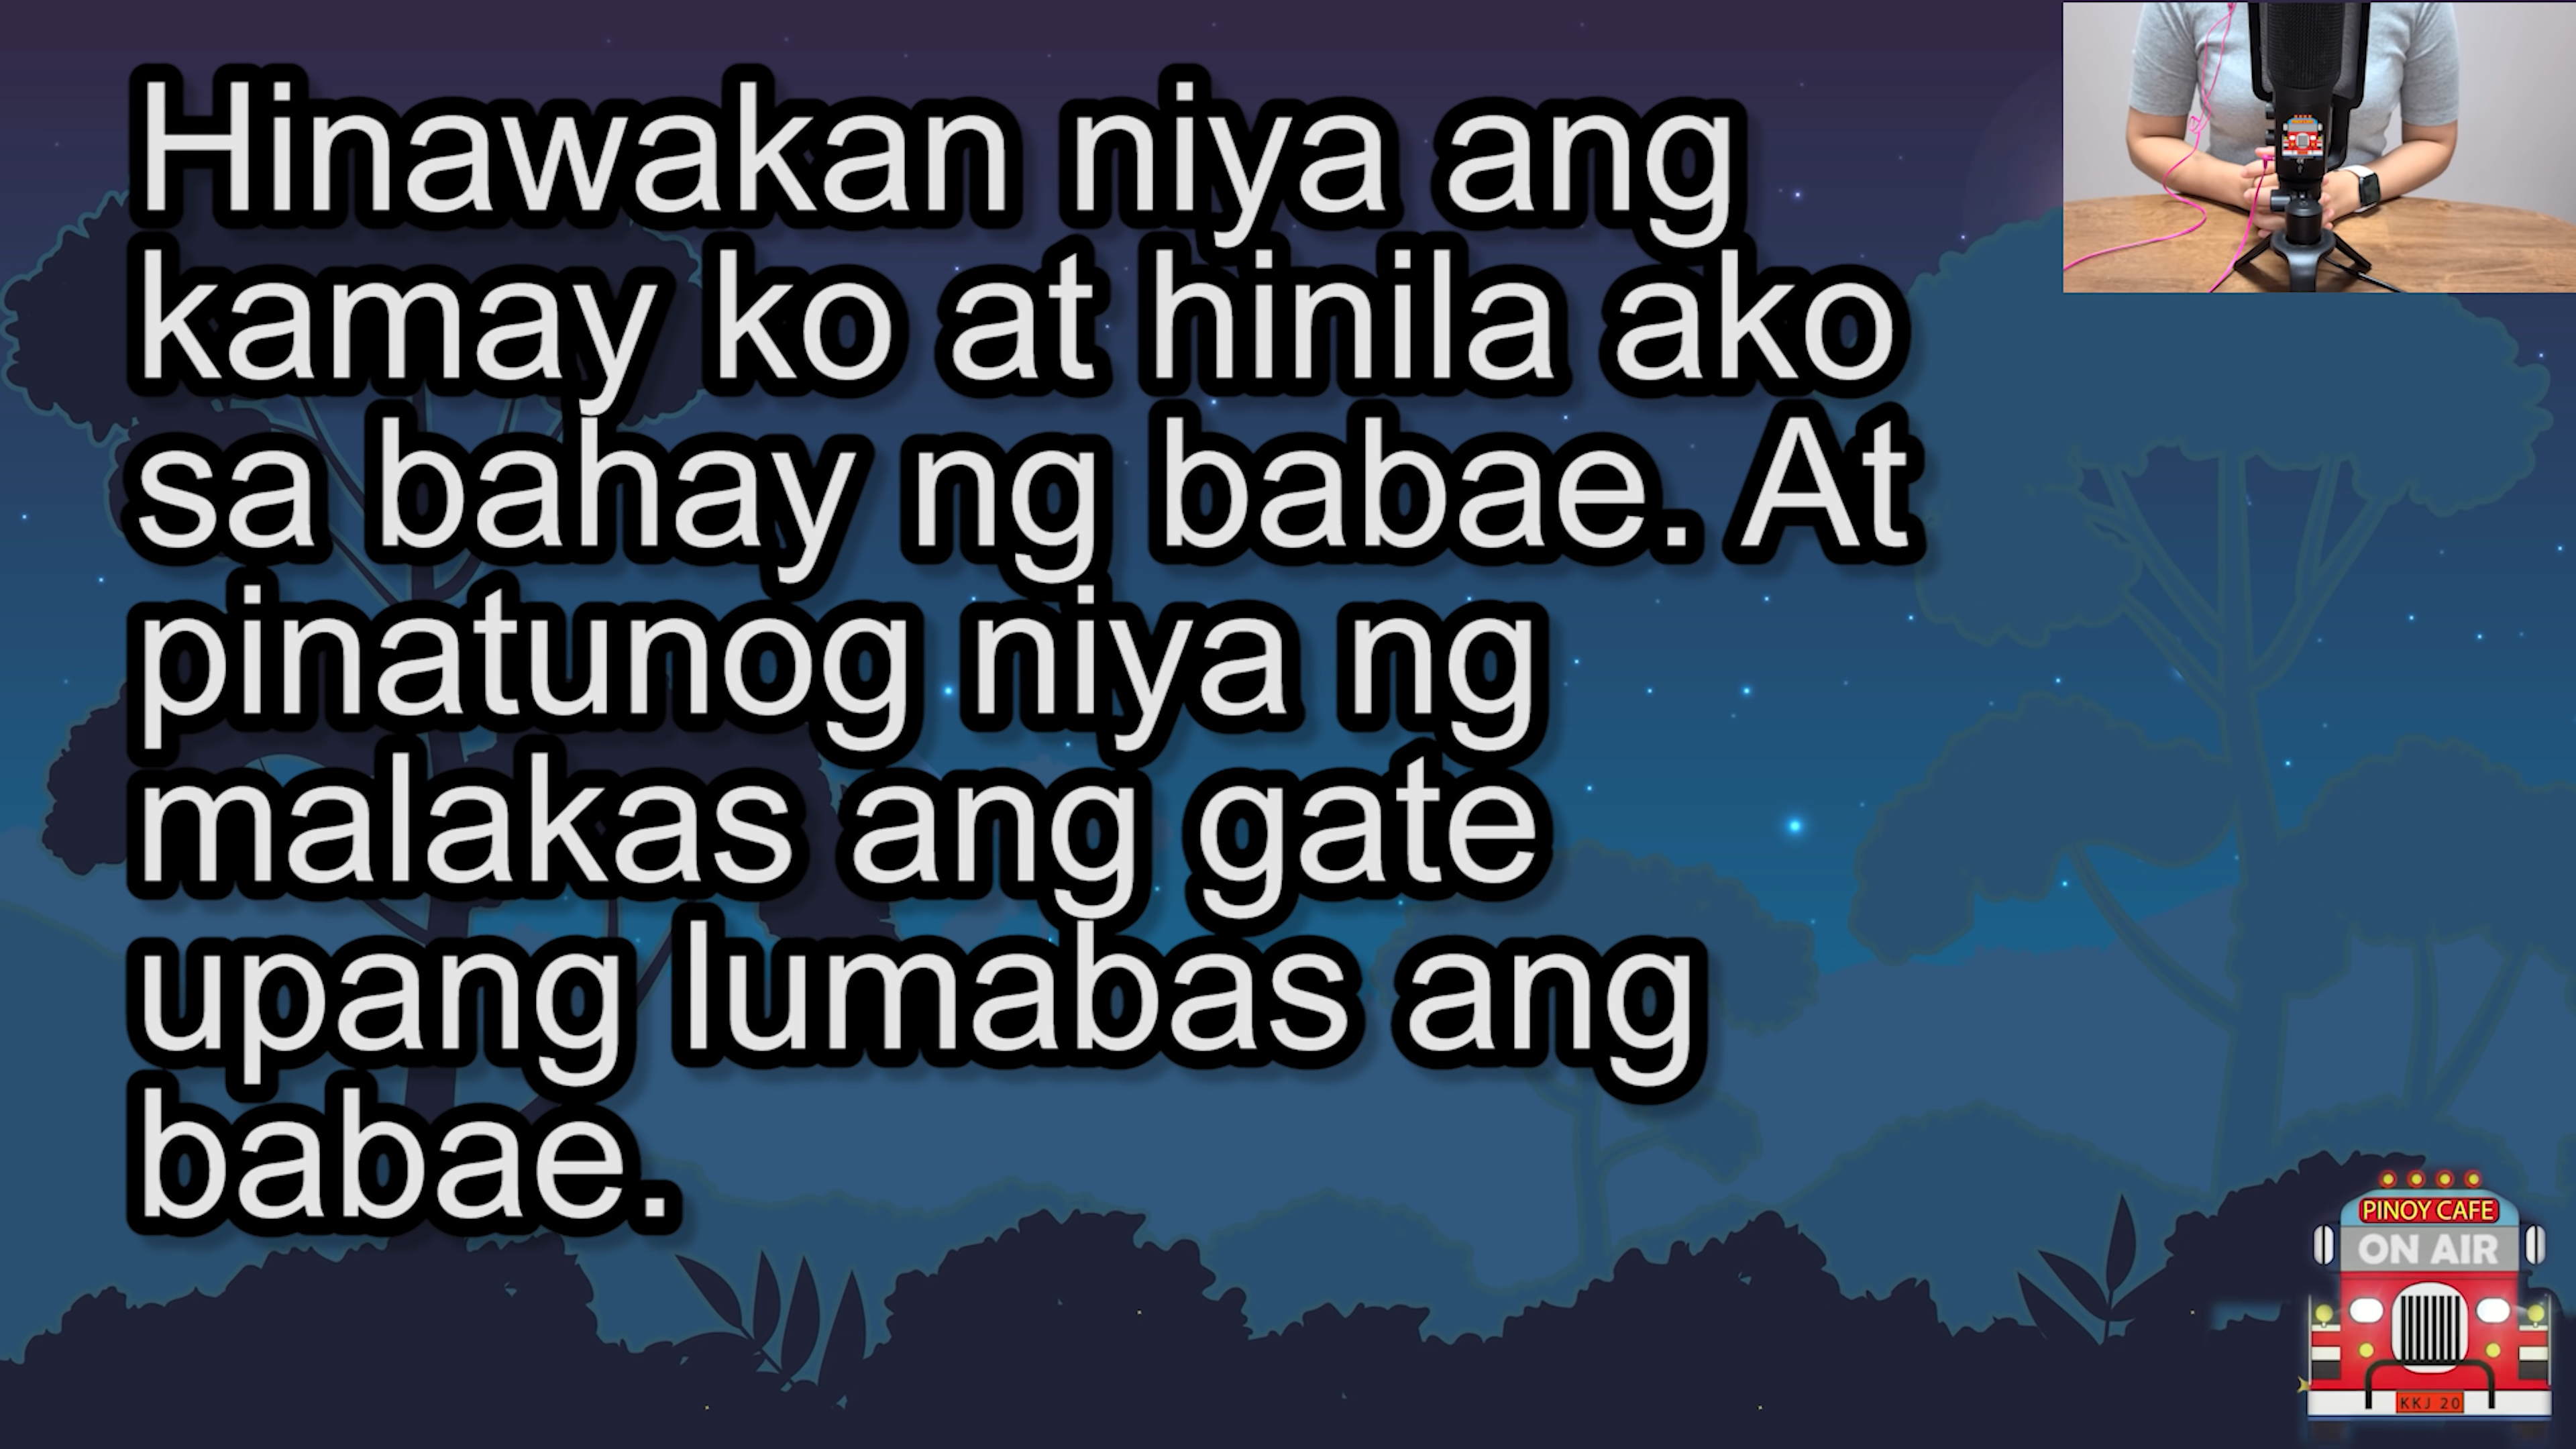 Hinawakan niya ang
kamay ko at hinila ako
sa bahay ng babae. At
pinatunog niya ng
malakas ang gate
upang lumabas ang
babae.
PINOY CAFE
ON AIR
KKJ 20